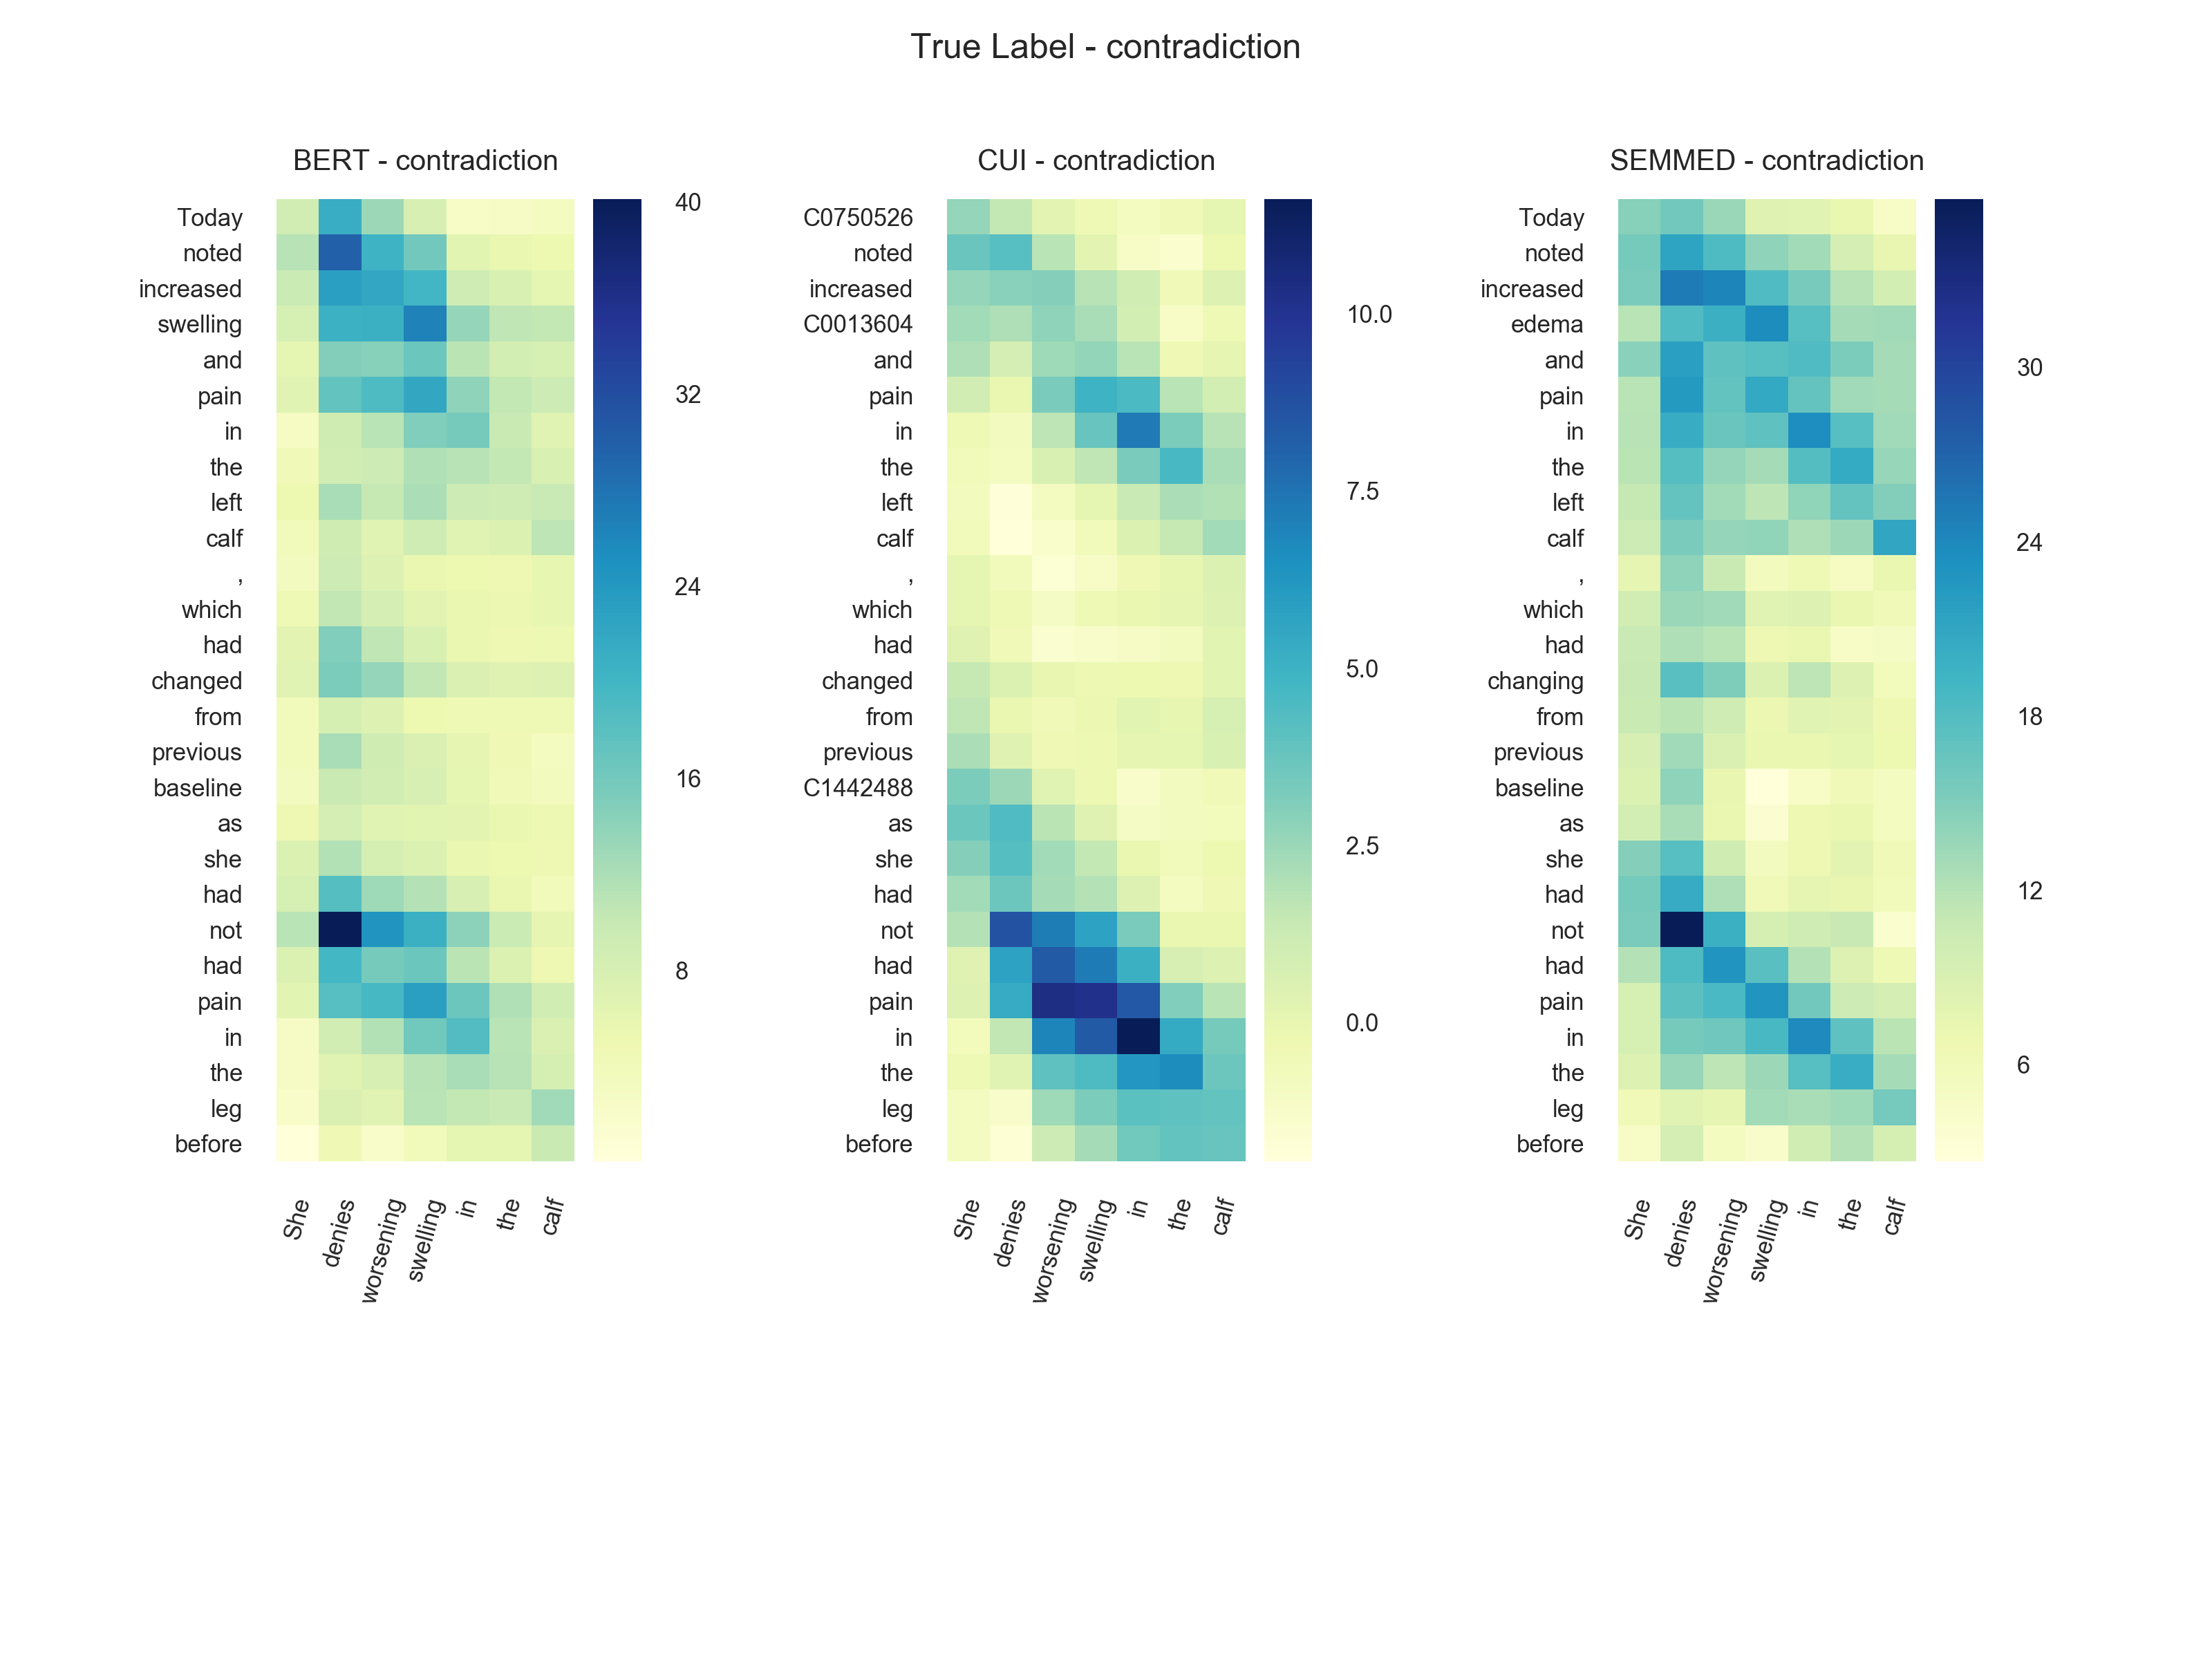 True Label - contradiction
BERT - contradiction
Today
noted
increased
swelling
and
pain
in
the
left
calf
,
which
had
changed
from
previous
baseline
as
she
had
not
had
pain
in
the
leg
before
She
denies
worsening
swelling
in
the
calf
40
32
24
16
8
CUI - contradiction
C0750526
noted
increased
C0013604
and
pain
in
the
left
calf
,
which
had
changed
from
previous
C1442488
as
she
had
not
had
pain
in
the
leg
before
She
denies
worsening
swelling
in
the
calf
10.0
7.5
5.0
2.5
0.0
SEMMED - contradiction
Today
noted
increased
edema
and
pain
in
the
left
calf
,
which
had
changing
from
previous
baseline
as
she
had
not
had
pain
in
the
leg
before
She
denies
worsening
swelling
in
the
calf
30
24
18
12
6